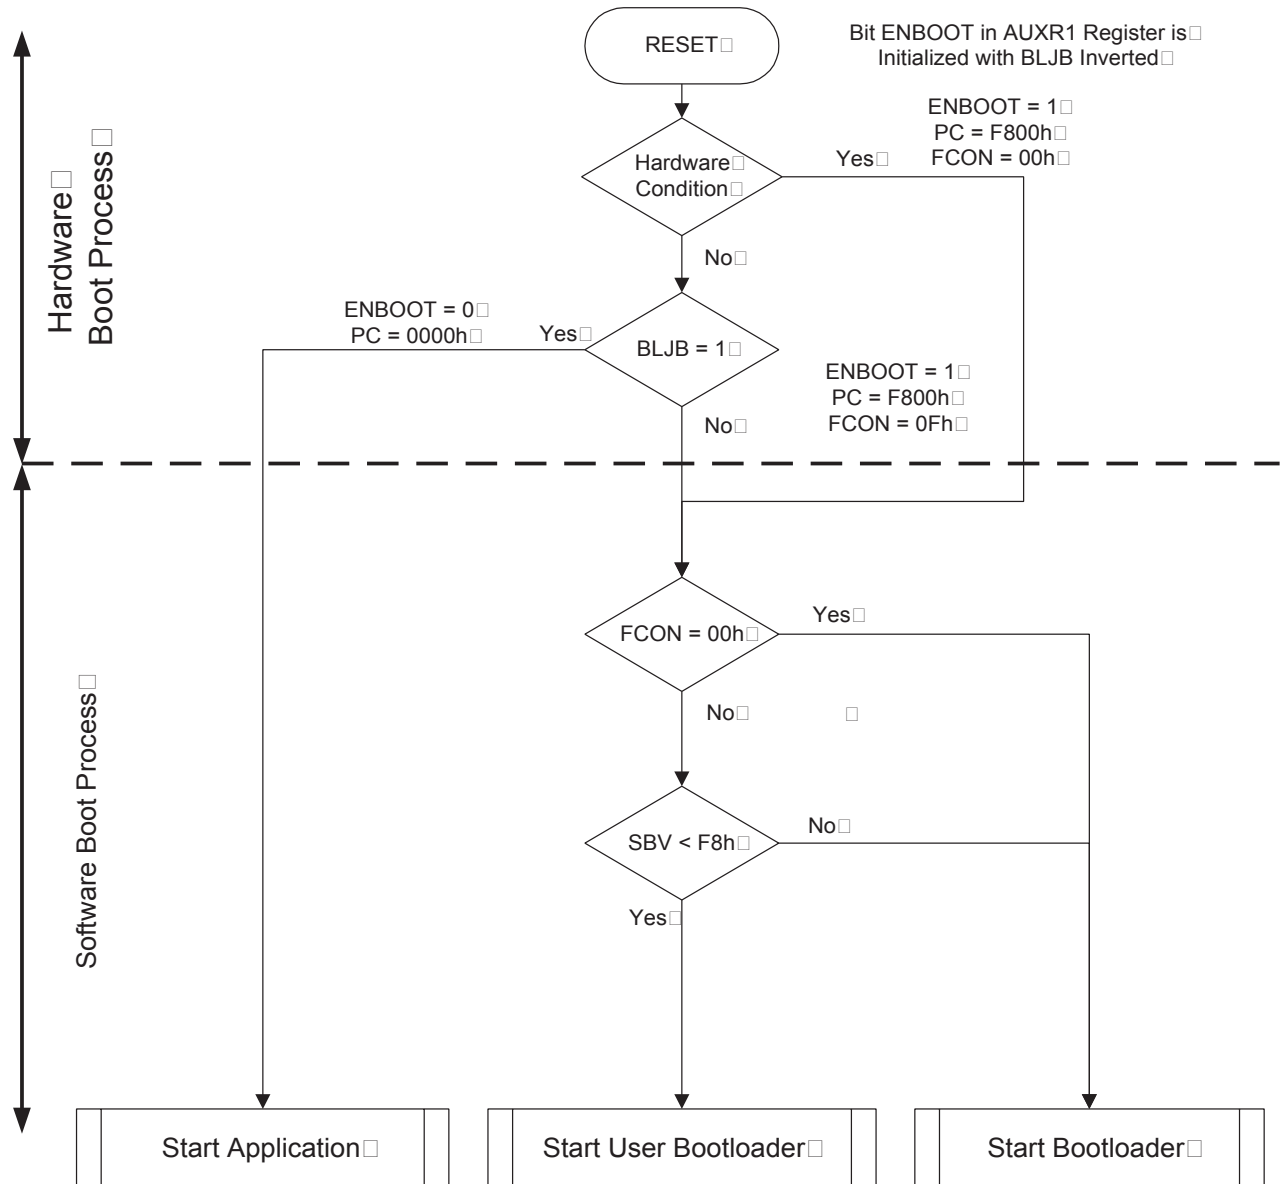 RESET
Bit ENBOOT in AUXR1 Register is
Initialized with BLJB Inverted
ENBOOT = 1
PC = F800h
FCON = 00h
Hardware
Condition
Yes
No
Hardware
Boot Process
ENBOOT = 0
PC = 0000h
Yes
BLJB = 1
ENBOOT = 1
PC = F800h
FCON = 0Fh
No
FCON = 00h
Yes
No
Software Boot Process
SBV < F8h
No
Yes
Start Application
Start User Bootloader
Start Bootloader